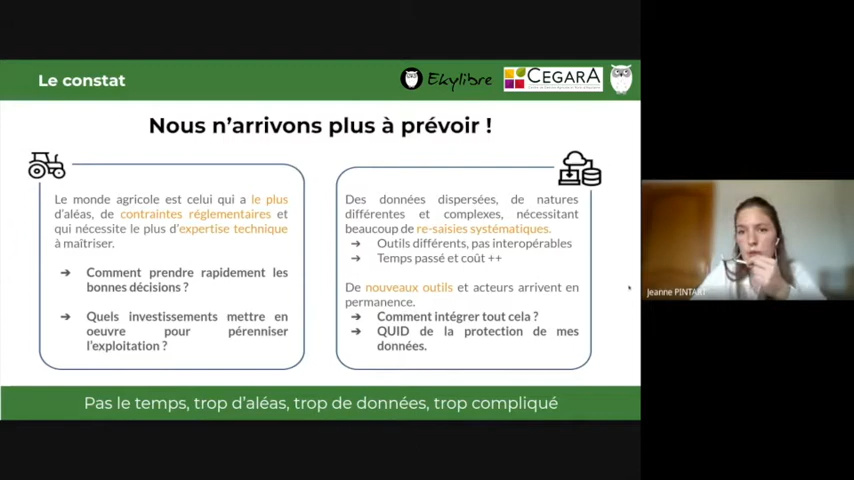 Le constat
Ekylibre
CEGARA
Nous n'arrivons plus à prévoir !
Le monde agricole est celui qui a le plus
d'aléas, de contraintes réglementaires et
qui nécessite le plus d'expertise technique
à maîtriser.
➔ Comment prendre rapidement les
bonnes décisions ?
➔ Quels investissements mettre en
oeuvre pour pérenniser
l'exploitation ?
Des données dispersées, de natures
différentes et complexes, nécessitant
beaucoup de re-saisies systématiques.
➔ Outils différents, pas interopérables
➔ Temps passé et coût ++
De nouveaux outils et acteurs arrivent en
permanence.
➔ Comment intégrer tout cela ?
➔ QUID de la protection de mes
données.
Pas le temps, trop d'aléas, trop de données, trop compliqué
Jeanne PINTART